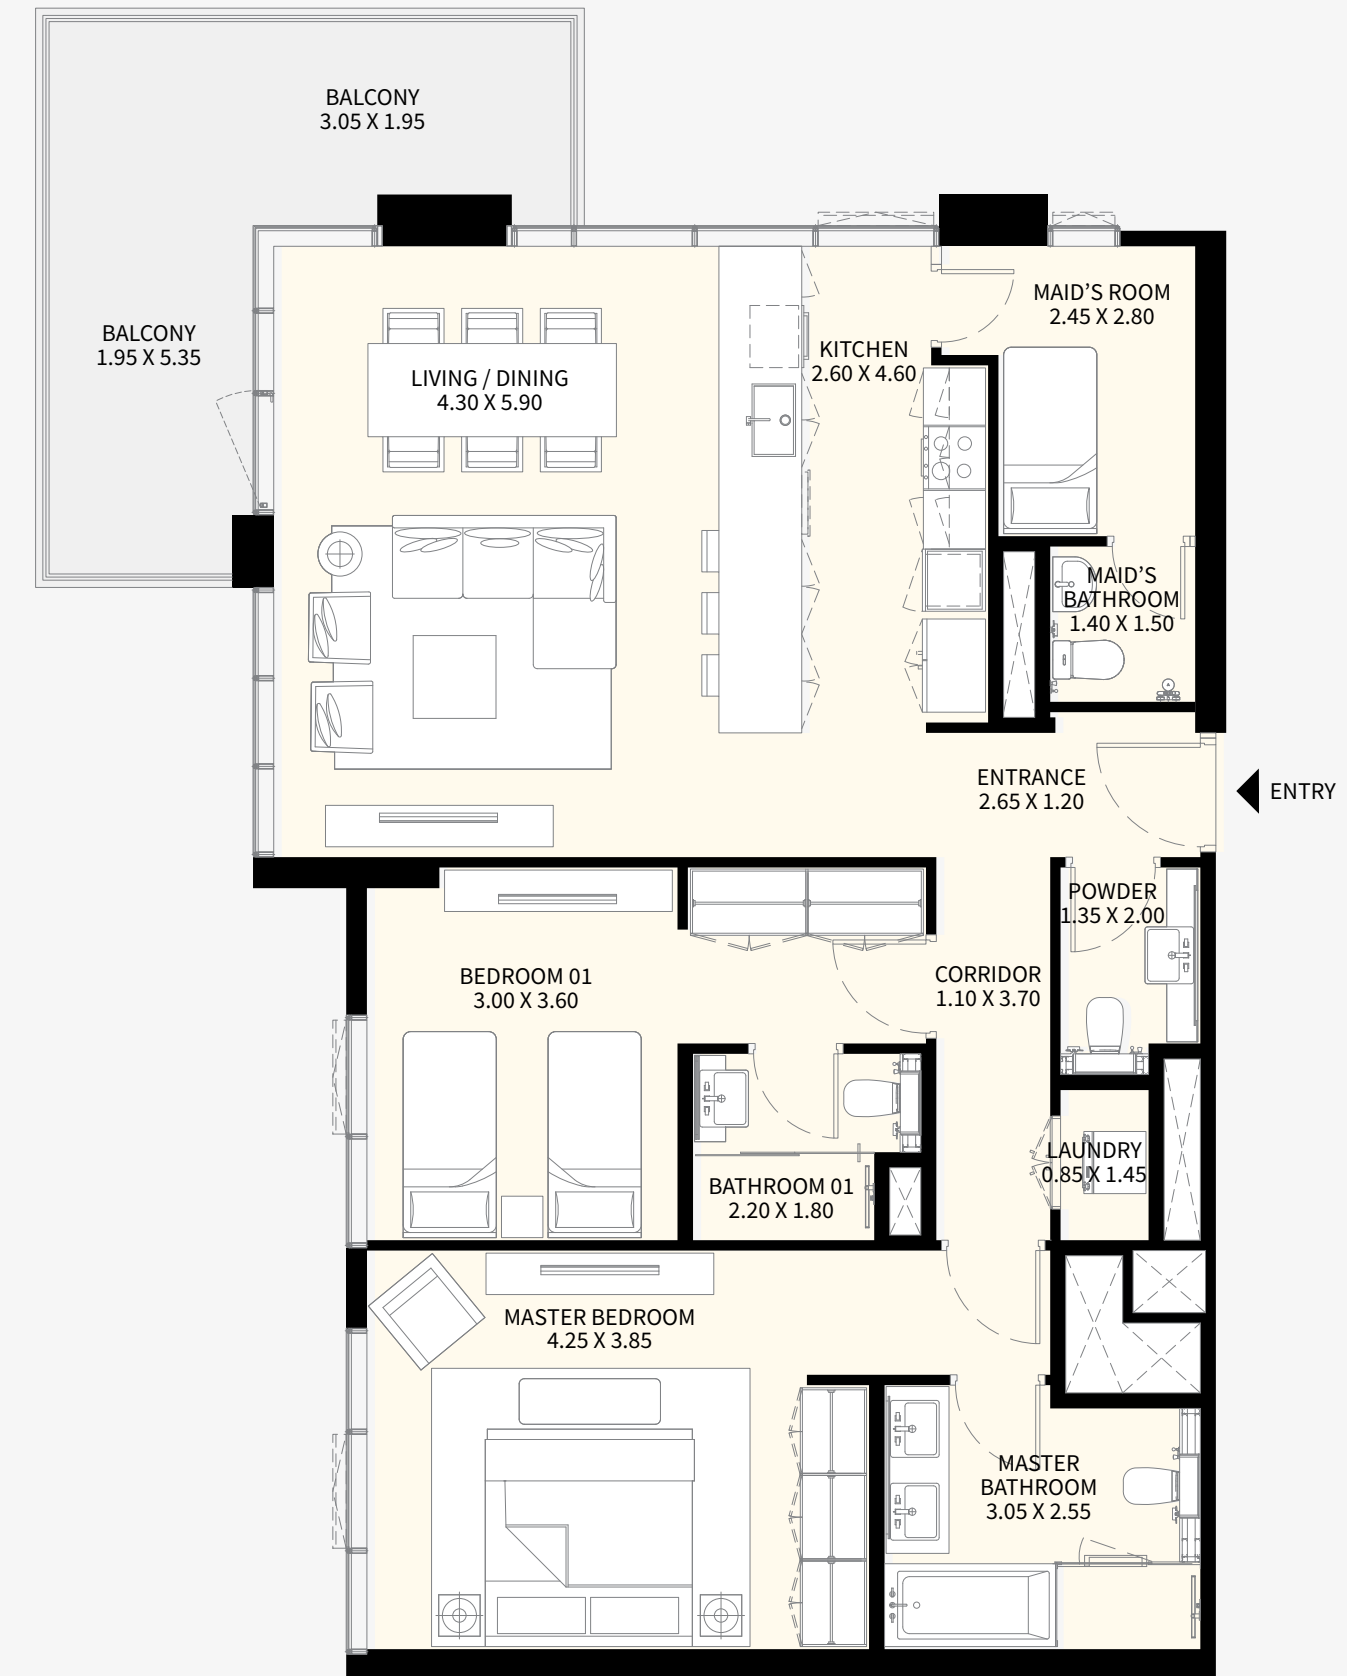 BALCONY
3.05 X 1.95
BALCONY
1.95 X 5.35
LIVING / DINING
4.30 X 5.90
KITCHEN
2.60 X 4.60
MAID’S ROOM
2.45 X 2.80
MAID’S
BATHROOM
1.40 X 1.50
ENTRANCE
2.65 X 1.20
ENTRY
POWDER
1.35 X 2.00
BEDROOM 01
3.00 X 3.60
CORRIDOR
1.10 X 3.70
LAUNDRY
0.85 X 1.45
BATHROOM 01
2.20 X 1.80
MASTER BEDROOM
4.25 X 3.85
MASTER
BATHROOM
3.05 X 2.55